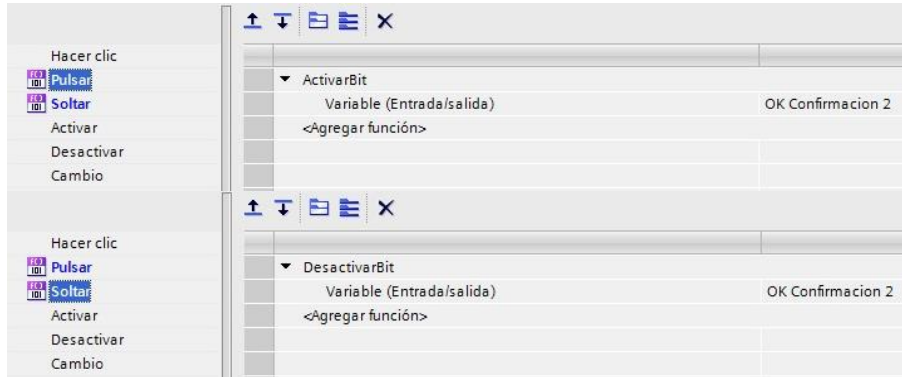 Hacer clic
Pulsar
ActivarBit
Soltar
Variable (Entrada/salida) OK Confirmacion 2
Activar
<Agregar función>
Desactivar
Cambio
Hacer clic
Pulsar
DesactivarBit
Soltar
Variable (Entrada/salida) OK Confirmacion 2
Activar
<Agregar función>
Desactivar
Cambio